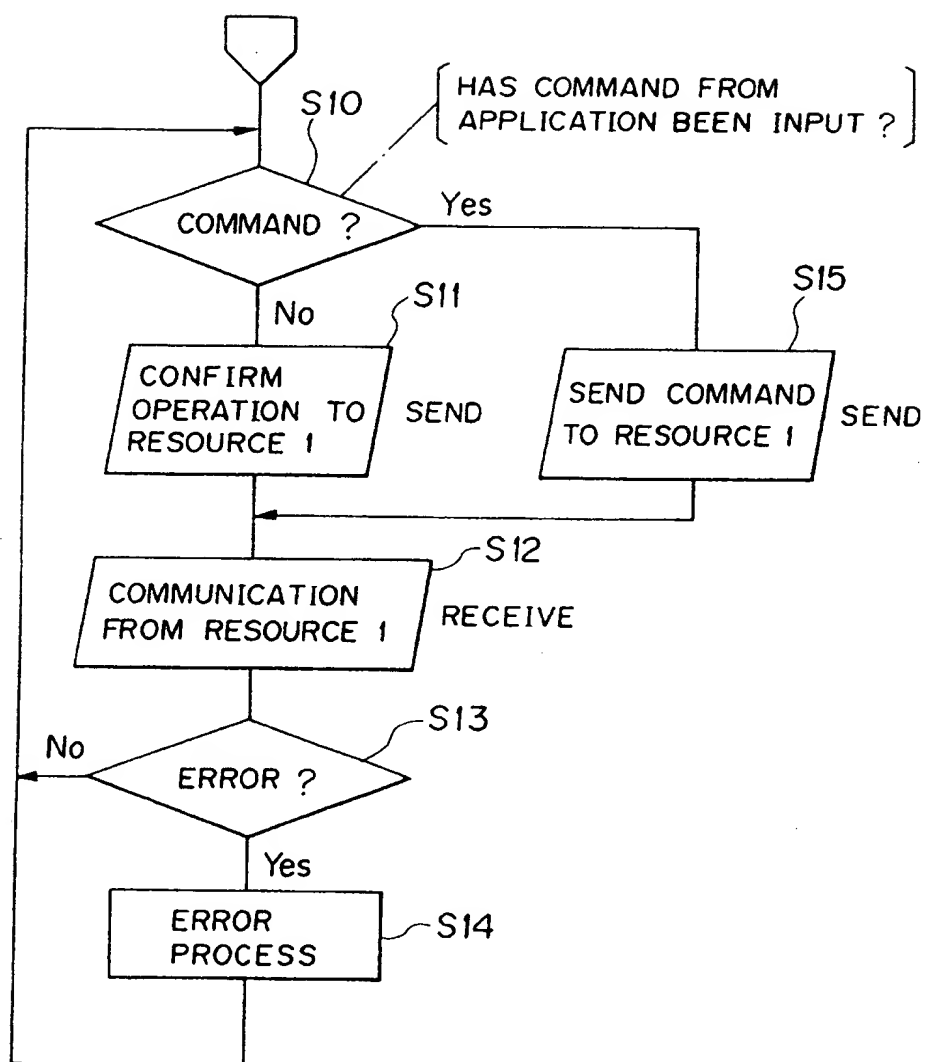 S10
HAS COMMAND FROM
APPLICATION BEEN INPUT ?
COMMAND ?
Yes
No
S11
S15
CONFIRM
OPERATION TO
RESOURCE 1
SEND
SEND COMMAND
TO RESOURCE 1
SEND
S12
COMMUNICATION
FROM RESOURCE 1
RECEIVE
S13
No
ERROR ?
Yes
ERROR
PROCESS
S14